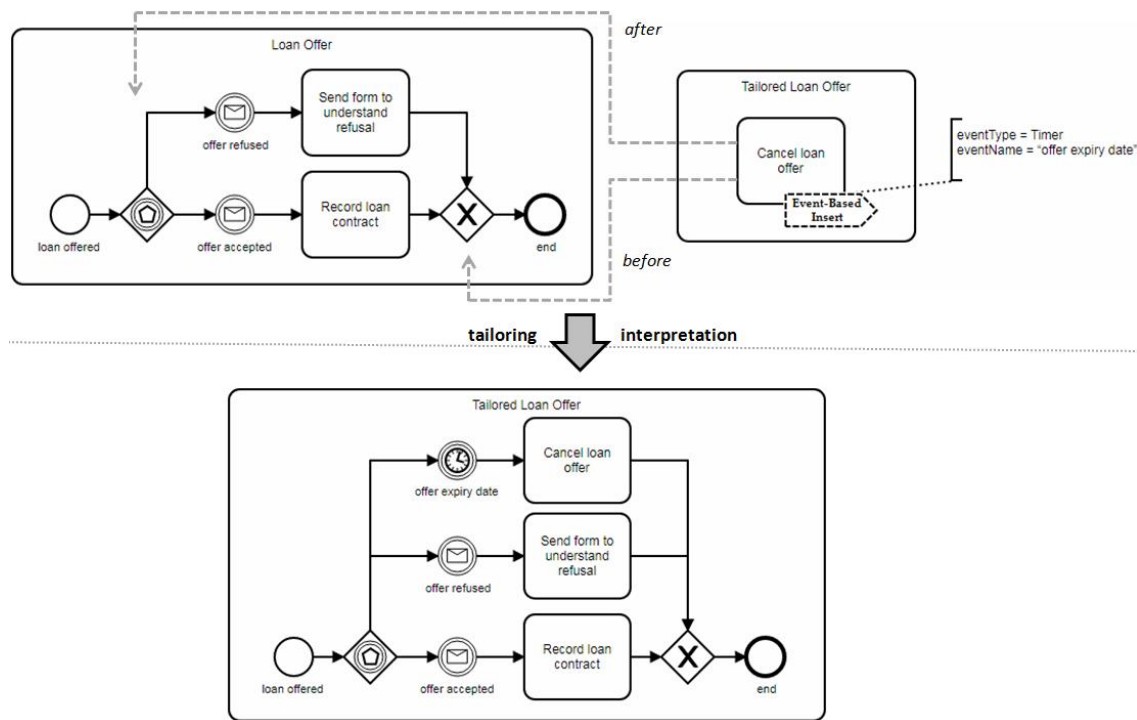 after
Loan Offer
Send form to
understand
refusal
offer refused
Record loan
contract
loan offered
offer accepted
end
Tailored Loan Offer
Cancel loan
offer
Event-Based
Insert
eventType = Timer
eventName = "offer expiry date"
before
tailoring interpretation
Tailored Loan Offer
Cancel loan
offer
offer expiry date
Send form to
understand
refusal
offer refused
Record loan
contract
loan offered
offer accepted
end